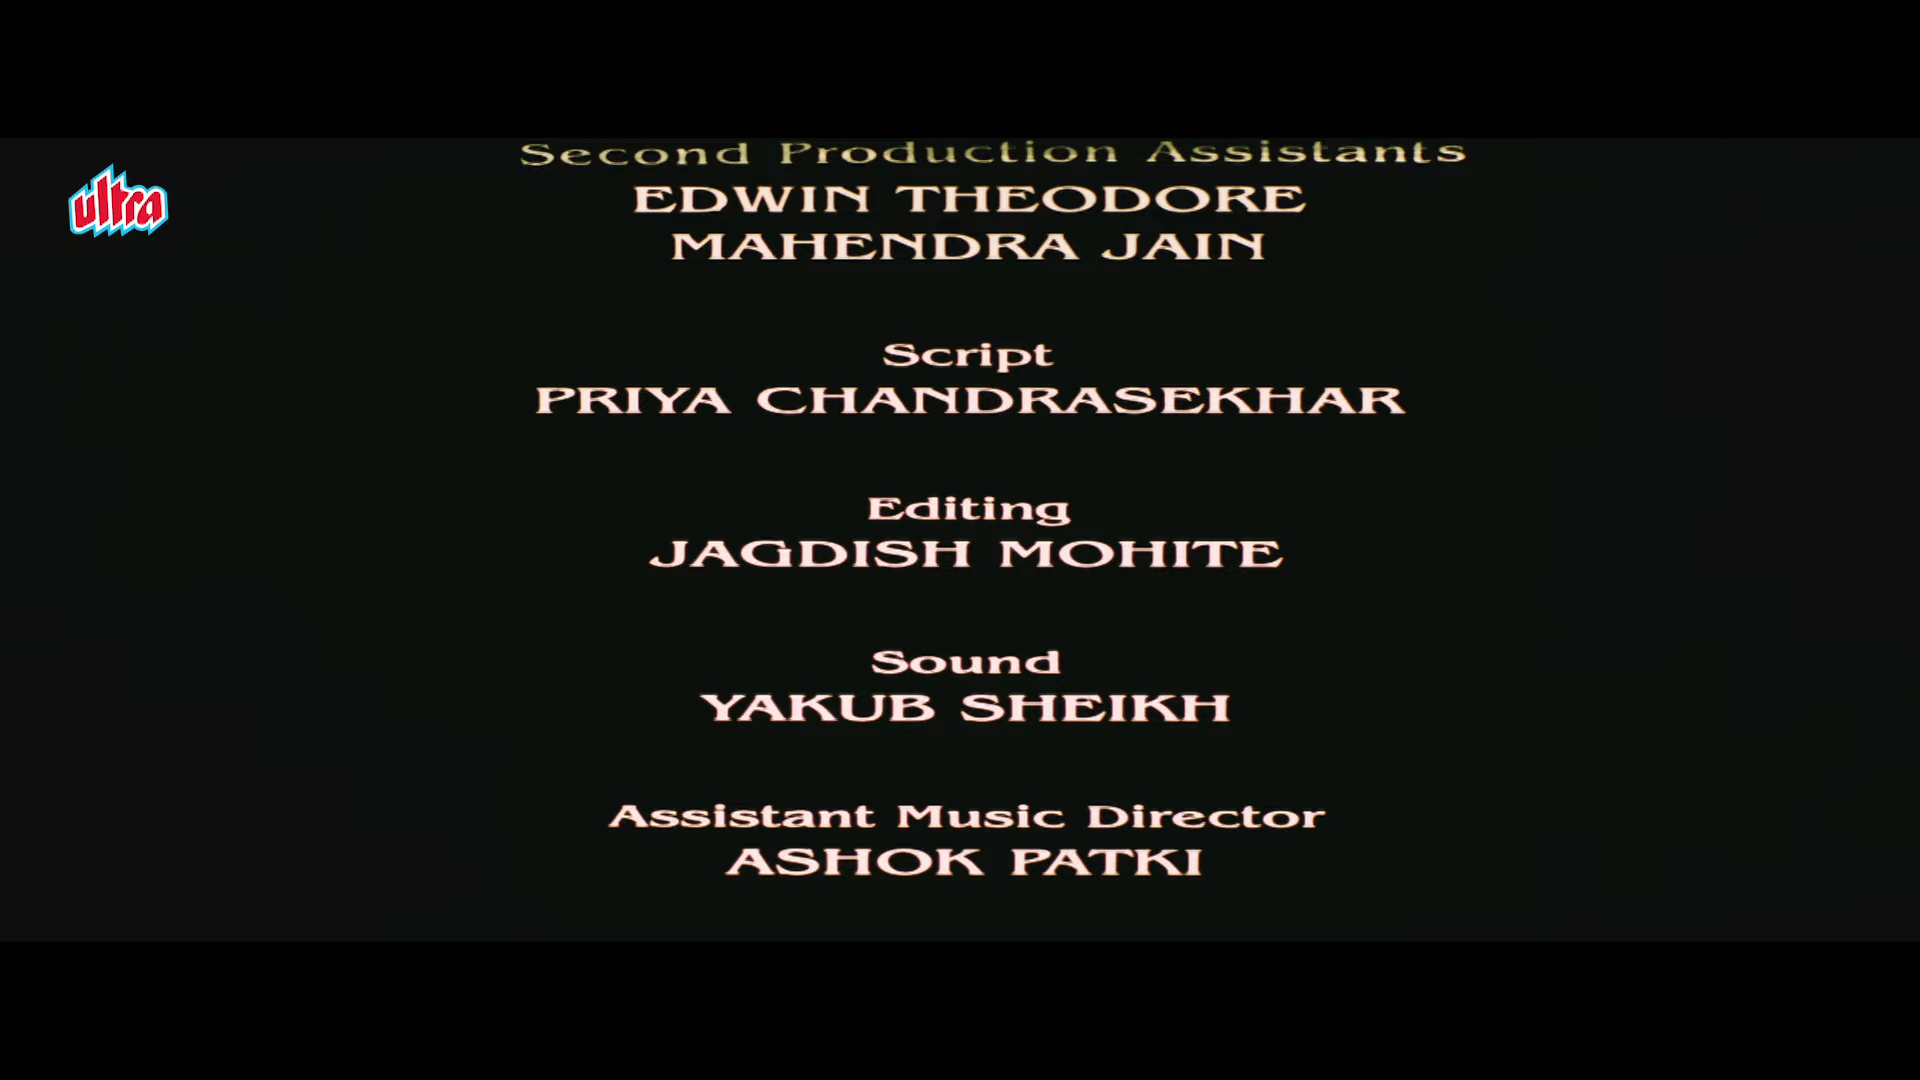 Second Production Assistants
EDWIN THEODORE
MAHENDRA JAIN
ultra
Script
PRIYA CHANDRASEKHAR
Editing
JAGDISH MOHITE
Sound
YAKUB SHEIKH
Assistant Music Director
ASHOK PATKI